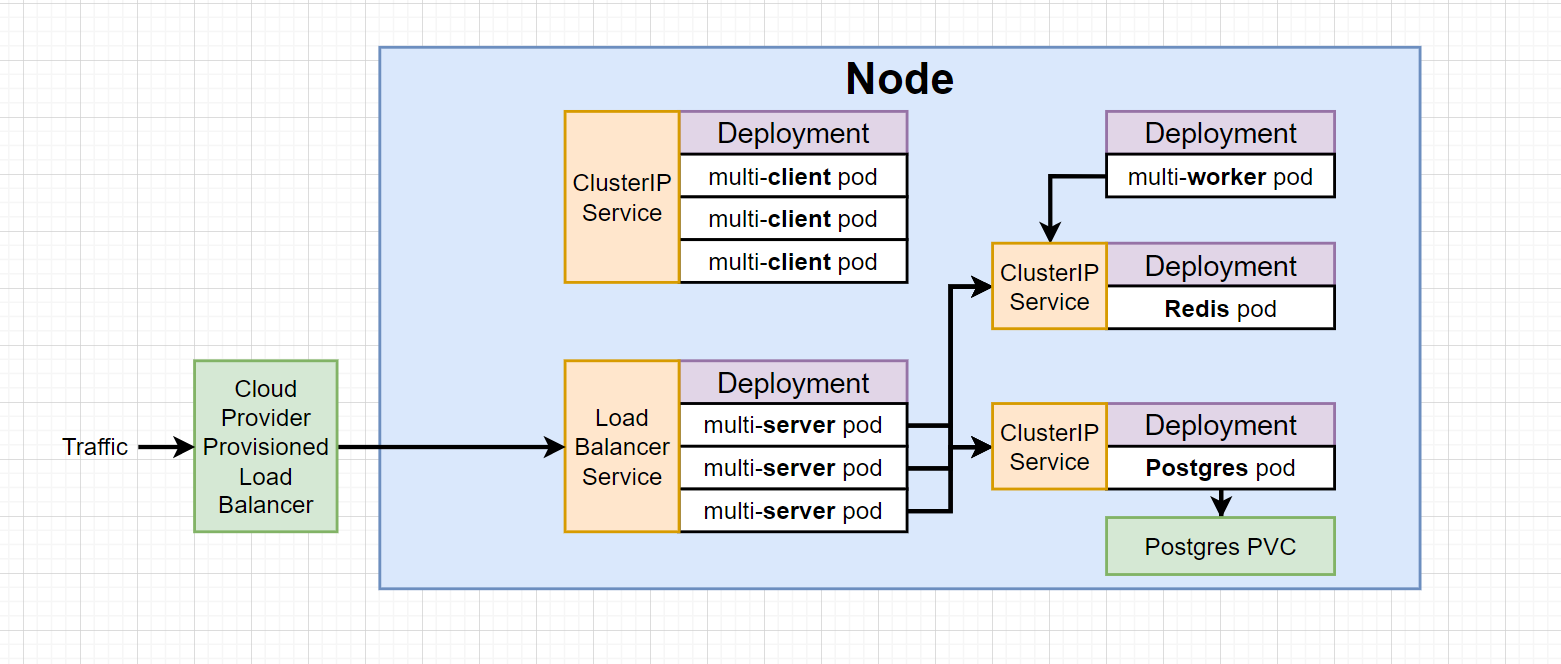 Node
ClusterIP
Service
Deployment
multi-client pod
multi-client pod
multi-client pod
Deployment
multi-worker pod
ClusterIP
Service
Deployment
Redis pod
Traffic
Cloud
Provider
Provisioned
Load
Balancer
Load
Balancer
Service
Deployment
multi-server pod
multi-server pod
multi-server pod
ClusterIP
Service
Deployment
Postgres pod
Postgres PVC